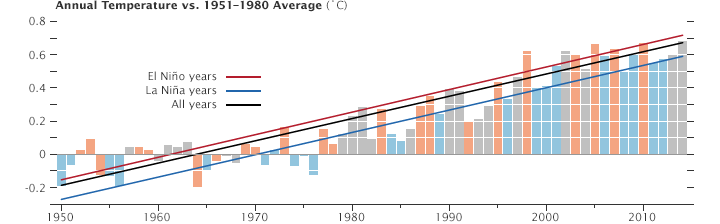 Annual Temperature vs. 1951–1980 Average (°C)
0.8
0.6
El Niño years
La Niña years
0.4
All years
0.2
0
-0.2
1950 1960 1970 1980 1990 2000 2010